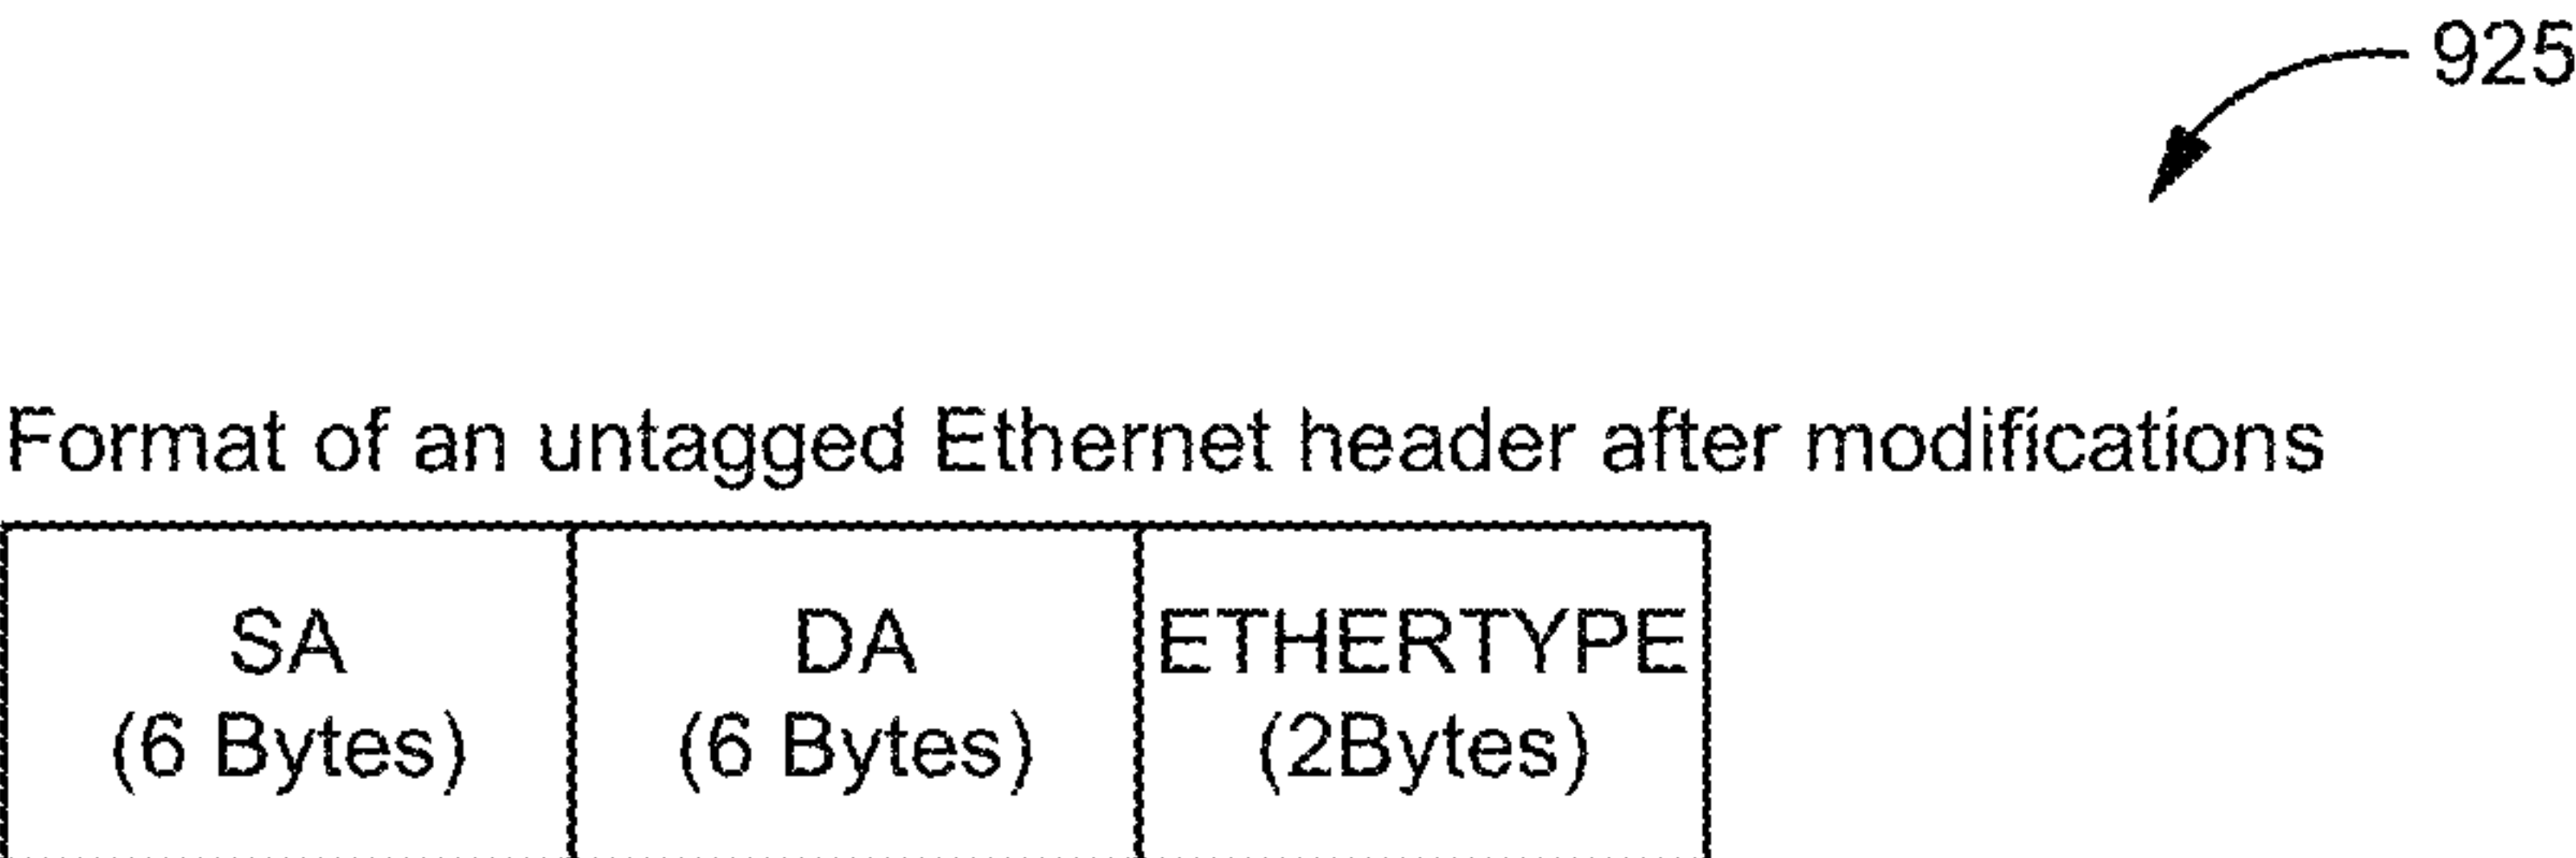 925
Format of an untagged Ethernet header after modifications
SA DA ETHERTYPE
(6 Bytes) (6 Bytes) (2Bytes)